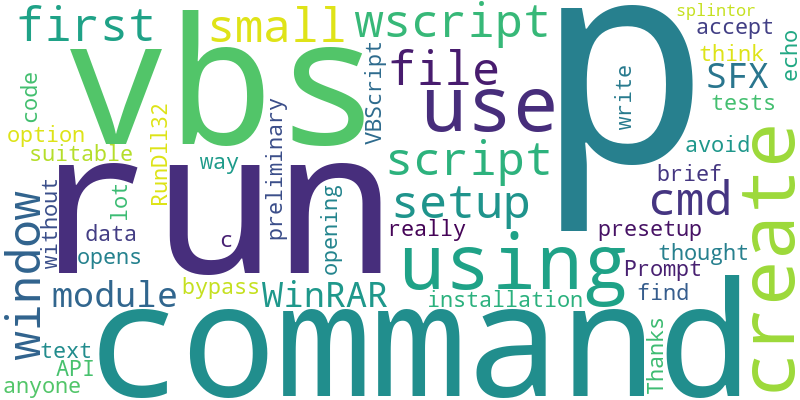 splintor
first
small
wscript
p
accept
vbs
echo
think
file
SFX
code
RunDll32
VBScript
use
write
tests
option
preliminary
avoid
suitable
way
script
create
run
brief
window
without
lot
setup
cmd
opening
data
c
really
presetup
opens
using
thought
Prompt
module
bypass
WinRAR
installation
find
command
text
Thanks
API
anyone